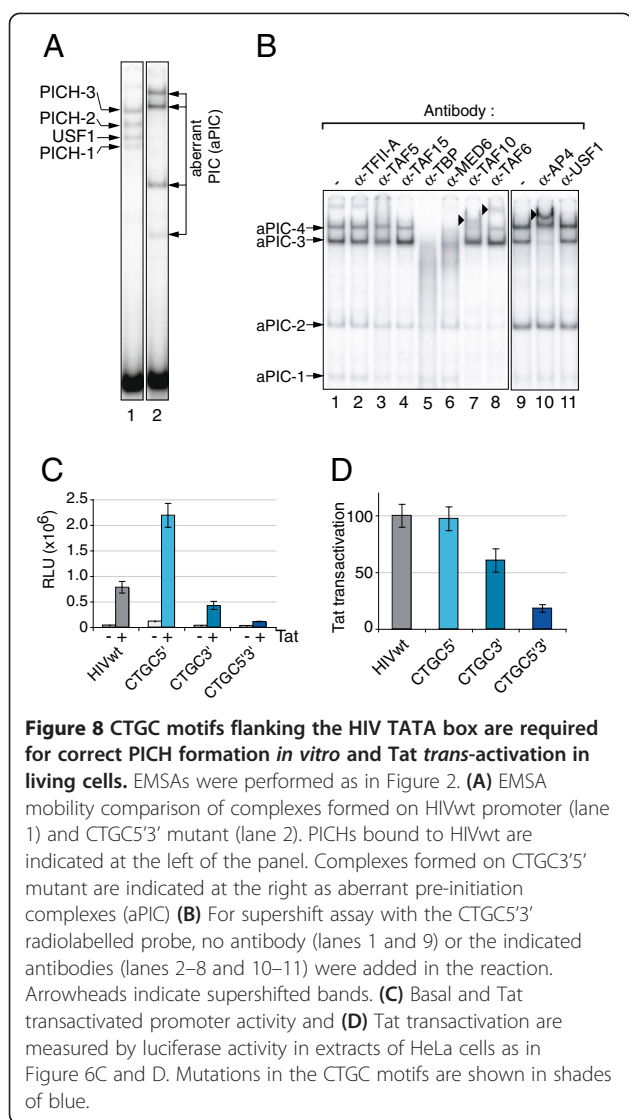 A
PICH-3
PICH-2
USF1
PICH-1
aberrant
PIC (aPIC)
1 2
B
Antibody :
- α-TFII-A α-TAF5 α-TAF15 α-TBP α-MED6 α-TAF10 α-TAF6 - α-AP4 α-USF1
aPIC-4
aPIC-3
aPIC-2
aPIC-1
1 2 3 4 5 6 7 8 9 10 11
C
RLU (x10⁶)
2.5
2.0
1.5
1.0
0.5
0
- + - + - + - + Tat
HIVwt CTGC5' CTGC3' CTGC5'3'
D
Tat transactivation
100
50
0
HIVwt CTGC5' CTGC3' CTGC5'3'
Figure 8 CTGC motifs flanking the HIV TATA box are required
for correct PICH formation in vitro and Tat trans-activation in
living cells. EMSAs were performed as in Figure 2. (A) EMSA
mobility comparison of complexes formed on HIVwt promoter (lane
1) and CTGC5'3' mutant (lane 2). PICHs bound to HIVwt are
indicated at the left of the panel. Complexes formed on CTGC3'5'
mutant are indicated at the right as aberrant pre-initiation
complexes (aPIC) (B) For supershift assay with the CTGC5'3'
radiolabelled probe, no antibody (lanes 1 and 9) or the indicated
antibodies (lanes 2–8 and 10–11) were added in the reaction.
Arrowheads indicate supershifted bands. (C) Basal and Tat
transactivated promoter activity and (D) Tat transactivation are
measured by luciferase activity in extracts of HeLa cells as in
Figure 6C and D. Mutations in the CTGC motifs are shown in shades
of blue.